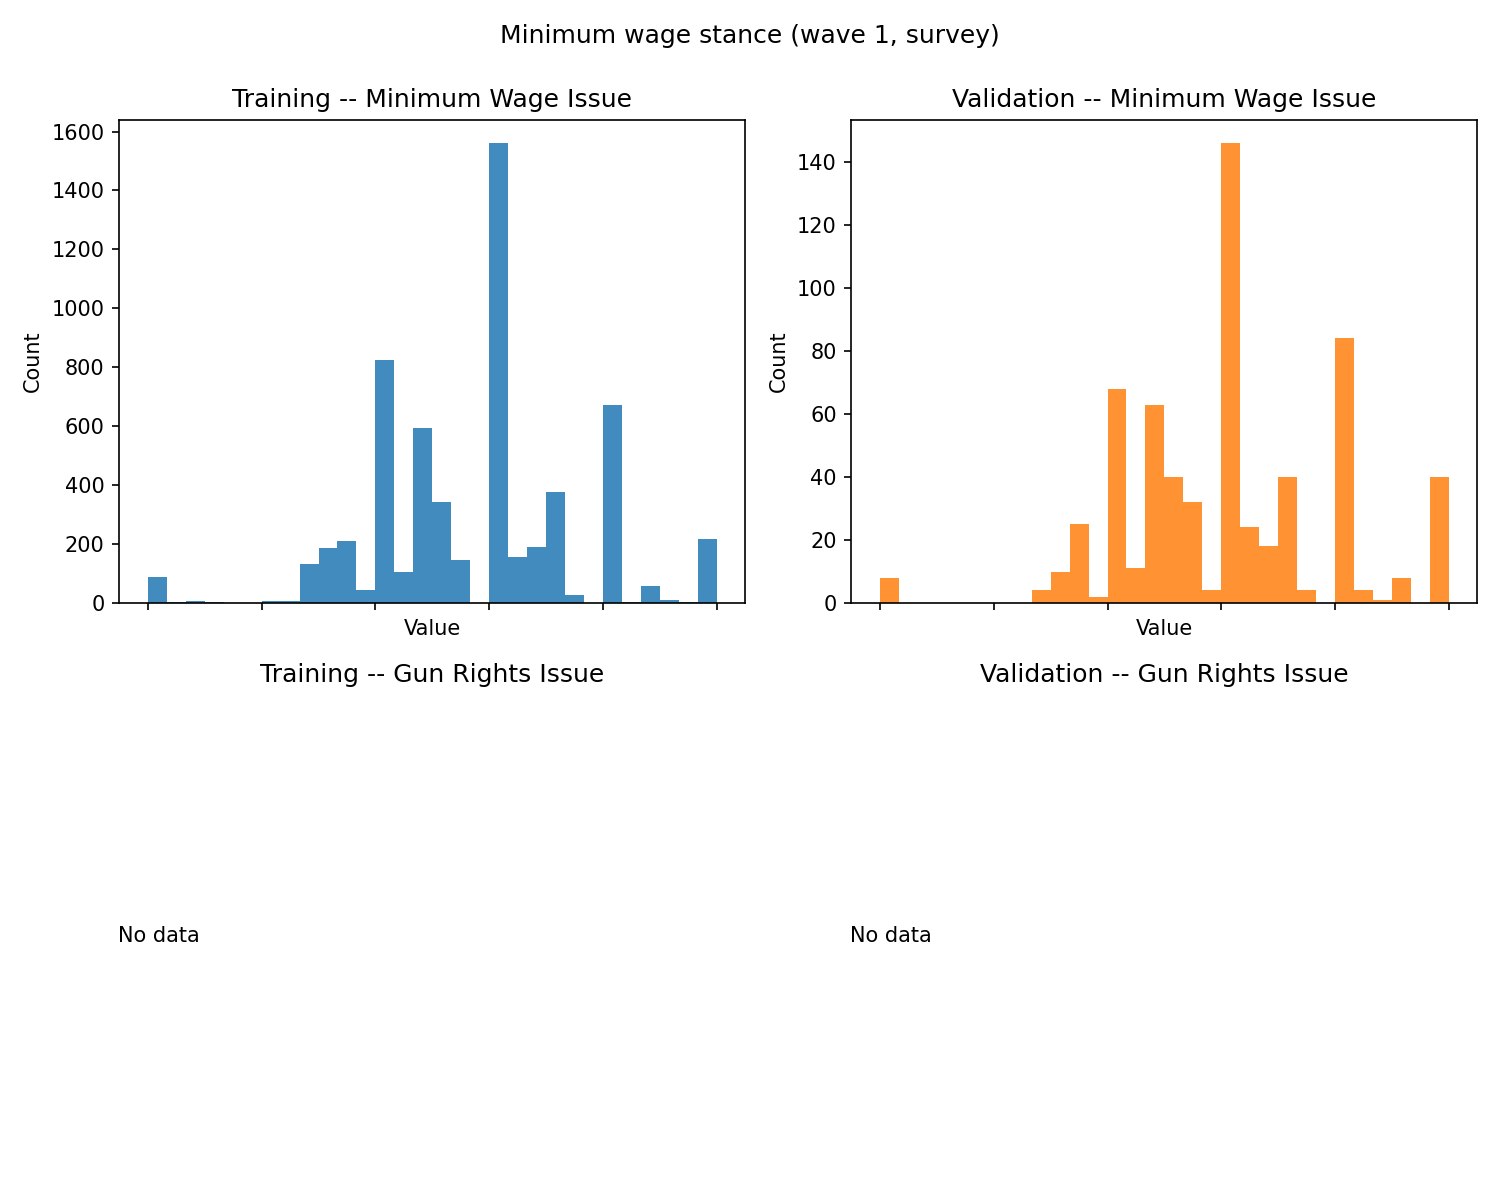 Minimum wage stance (wave 1, survey)
Training -- Minimum Wage Issue
1600
1400
1200
1000
800
600
400
200
0
Count
Value
Validation -- Minimum Wage Issue
140
120
100
80
60
40
20
0
Count
Value
Training -- Gun Rights Issue
No data
Validation -- Gun Rights Issue
No data